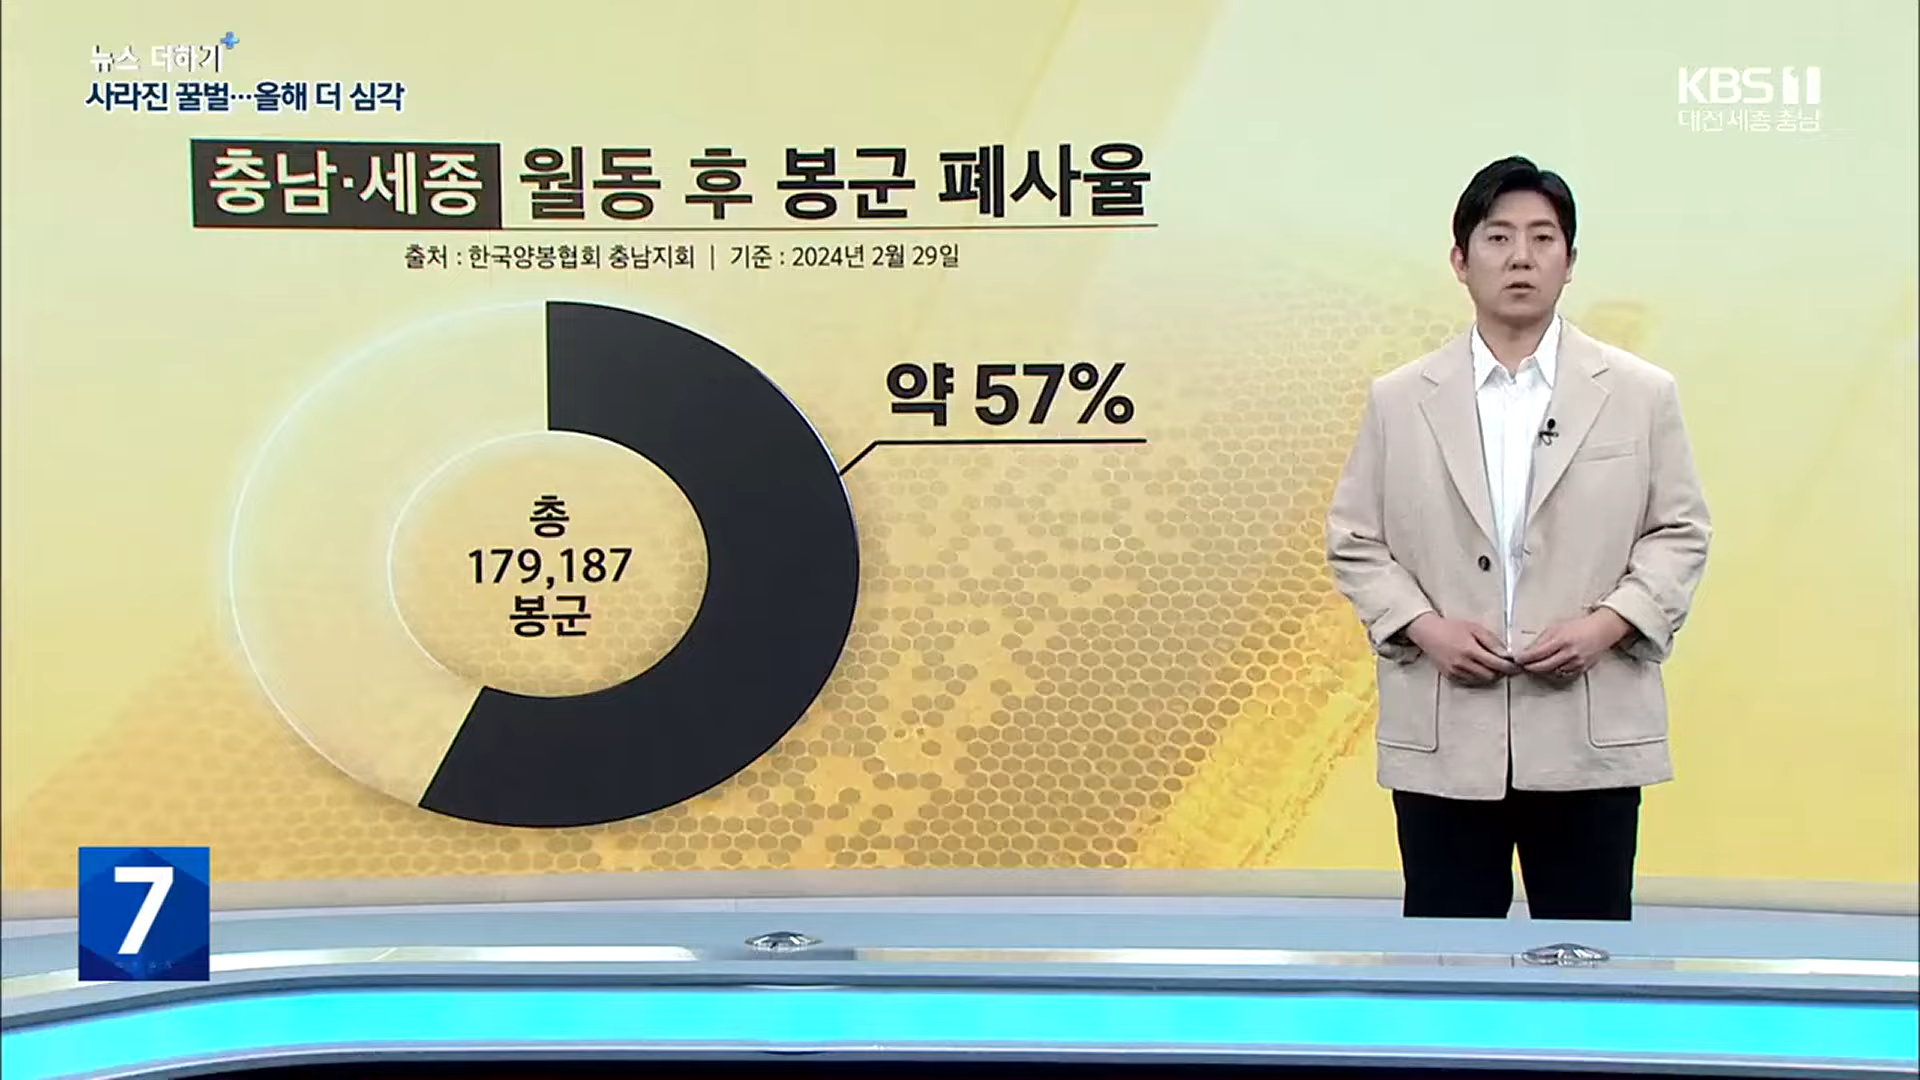 뉴스 더하기
사라진 꿀벌…올해 더 심각
KBS 1
대전 세종 충남
충남·세종 월동 후 봉군 폐사율
출처 : 한국양봉협회 충남지회 | 기준 : 2024년 2월 29일
약 57%
총
179,187
봉군
7